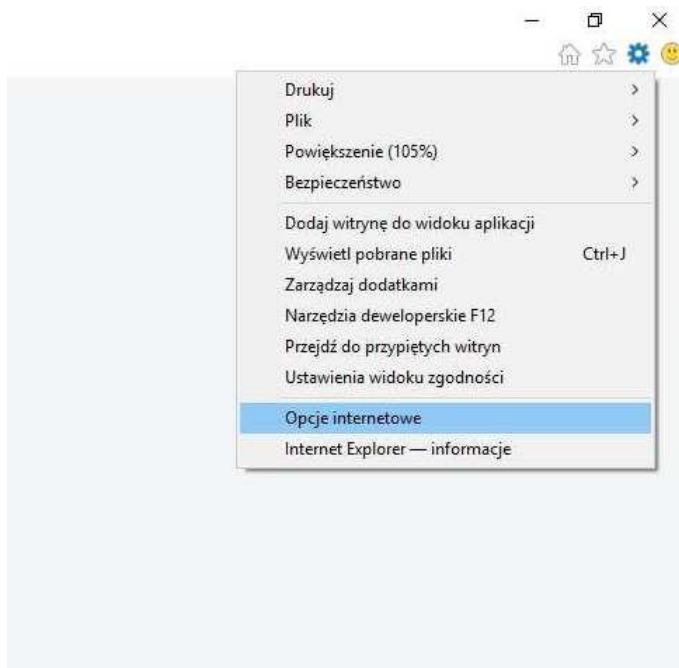 Drukuj
Plik
Powiększenie (105%)
Bezpieczeństwo
Dodaj witrynę do widoku aplikacji
Wyświetl pobrane pliki Ctrl+J
Zarządzaj dodatkami
Narzędzia deweloperskie F12
Przejdź do przypiętych witryn
Ustawienia widoku zgodności
Opcje internetowe
Internet Explorer — informacje